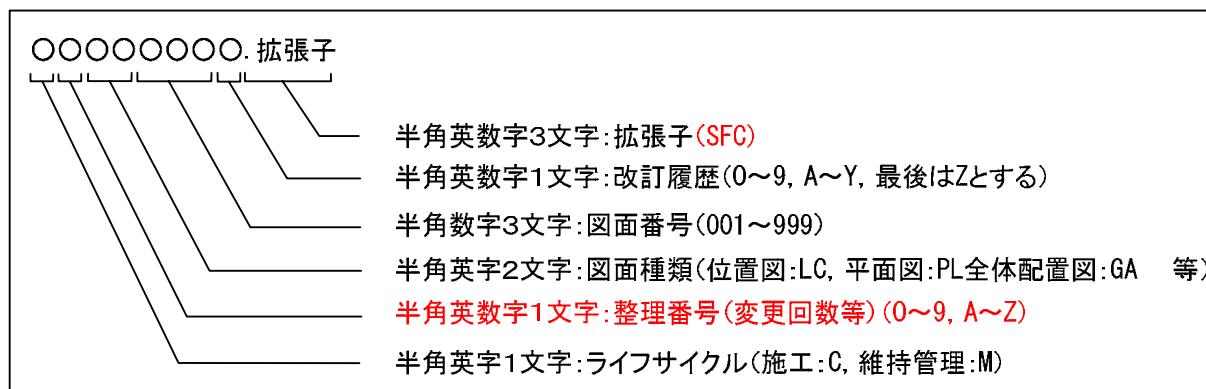 ○○○○○○○○.拡張子
半角英数字3文字:拡張子(SFC)
半角英数字1文字:改訂履歴(0~9, A~Y, 最後はZとする)
半角数字3文字:図面番号(001~999)
半角英字2文字:図面種類(位置図:LC, 平面図:PL全体配置図:GA 等)
半角英数字1文字:整理番号(変更回数等)(0~9, A~Z)
半角英字1文字:ライフサイクル(施工:C, 維持管理:M)